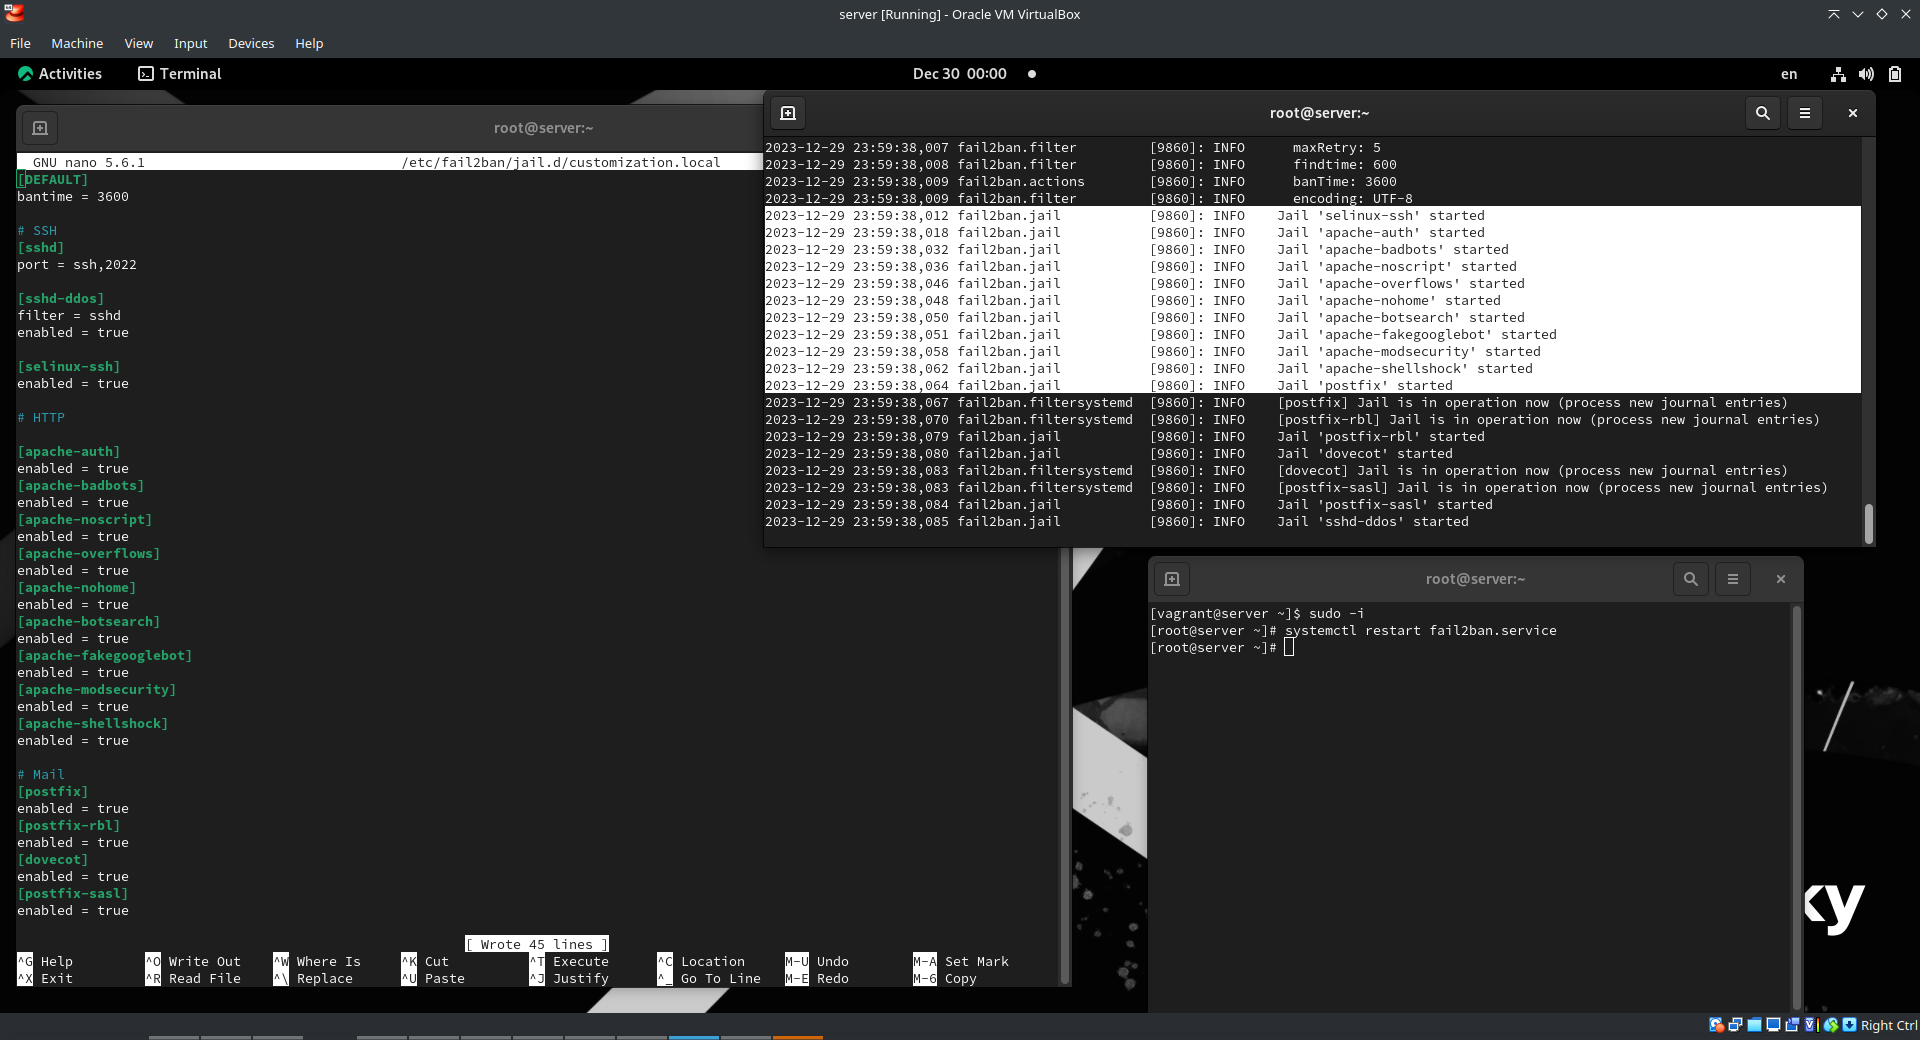 server [Running] - Oracle VM VirtualBox
File Machine View Input Devices Help
Activities Terminal Dec 30 00:00 en
root@server:~
GNU nano 5.6.1 /etc/fail2ban/jail.d/customization.local
[DEFAULT]
bantime = 3600
# SSH
[sshd]
port = ssh,2022
[sshd-ddos]
filter = sshd
enabled = true
[selinux-ssh]
enabled = true
# HTTP
[apache-auth]
enabled = true
[apache-badbots]
enabled = true
[apache-noscript]
enabled = true
[apache-overflows]
enabled = true
[apache-nohome]
enabled = true
[apache-botsearch]
enabled = true
[apache-fakegooglebot]
enabled = true
[apache-modsecurity]
enabled = true
[apache-shellshock]
enabled = true
# Mail
[postfix]
enabled = true
[postfix-rbl]
enabled = true
[dovecot]
enabled = true
[postfix-sasl]
enabled = true
[ Wrote 45 lines ]
^G Help ^O Write Out ^W Where Is ^K Cut ^T Execute ^C Location M-U Undo M-A Set Mark
^X Exit ^R Read File ^\ Replace ^U Paste ^J Justify ^_ Go To Line M-E Redo M-6 Copy
root@server:~
2023-12-29 23:59:38,007 fail2ban.filter [9860]: INFO maxRetry: 5
2023-12-29 23:59:38,008 fail2ban.filter [9860]: INFO findtime: 600
2023-12-29 23:59:38,009 fail2ban.actions [9860]: INFO banTime: 3600
2023-12-29 23:59:38,009 fail2ban.filter [9860]: INFO encoding: UTF-8
2023-12-29 23:59:38,012 fail2ban.jail [9860]: INFO Jail 'selinux-ssh' started
2023-12-29 23:59:38,018 fail2ban.jail [9860]: INFO Jail 'apache-auth' started
2023-12-29 23:59:38,032 fail2ban.jail [9860]: INFO Jail 'apache-badbots' started
2023-12-29 23:59:38,036 fail2ban.jail [9860]: INFO Jail 'apache-noscript' started
2023-12-29 23:59:38,046 fail2ban.jail [9860]: INFO Jail 'apache-overflows' started
2023-12-29 23:59:38,048 fail2ban.jail [9860]: INFO Jail 'apache-nohome' started
2023-12-29 23:59:38,050 fail2ban.jail [9860]: INFO Jail 'apache-botsearch' started
2023-12-29 23:59:38,051 fail2ban.jail [9860]: INFO Jail 'apache-fakegooglebot' started
2023-12-29 23:59:38,058 fail2ban.jail [9860]: INFO Jail 'apache-modsecurity' started
2023-12-29 23:59:38,062 fail2ban.jail [9860]: INFO Jail 'apache-shellshock' started
2023-12-29 23:59:38,064 fail2ban.jail [9860]: INFO Jail 'postfix' started
2023-12-29 23:59:38,067 fail2ban.filtersystemd [9860]: INFO [postfix] Jail is in operation now (process new journal entries)
2023-12-29 23:59:38,070 fail2ban.filtersystemd [9860]: INFO [postfix-rbl] Jail is in operation now (process new journal entries)
2023-12-29 23:59:38,079 fail2ban.jail [9860]: INFO Jail 'postfix-rbl' started
2023-12-29 23:59:38,080 fail2ban.jail [9860]: INFO Jail 'dovecot' started
2023-12-29 23:59:38,083 fail2ban.filtersystemd [9860]: INFO [dovecot] Jail is in operation now (process new journal entries)
2023-12-29 23:59:38,083 fail2ban.filtersystemd [9860]: INFO [postfix-sasl] Jail is in operation now (process new journal entries)
2023-12-29 23:59:38,084 fail2ban.jail [9860]: INFO Jail 'postfix-sasl' started
2023-12-29 23:59:38,085 fail2ban.jail [9860]: INFO Jail 'sshd-ddos' started
root@server:~
[vagrant@server ~]$ sudo -i
[root@server ~]# systemctl restart fail2ban.service
[root@server ~]#
ky
Right Ctrl